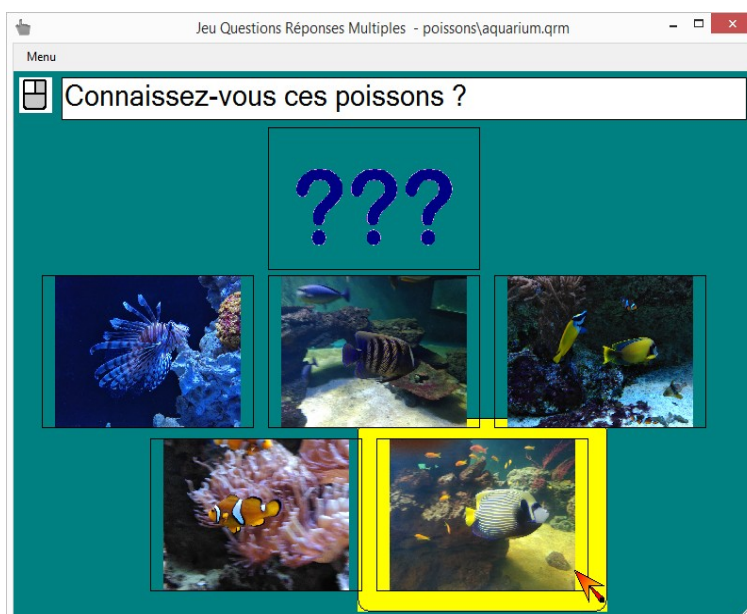 Jeu Questions Réponses Multiples - poissons\aquarium.qrm
Menu
Connaissez-vous ces poissons ?
???